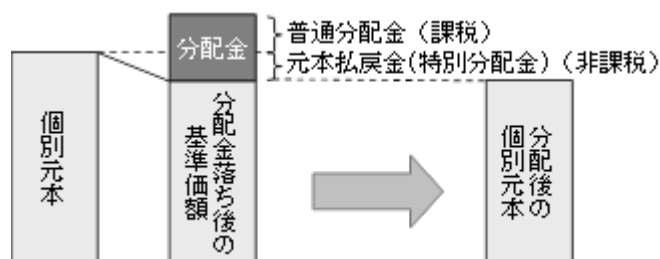 分配金
普通分配金（課税）
元本払戻金(特別分配金)（非課税）
個別元本
分配金落ち後の
基準価額
分配後の
個別元本